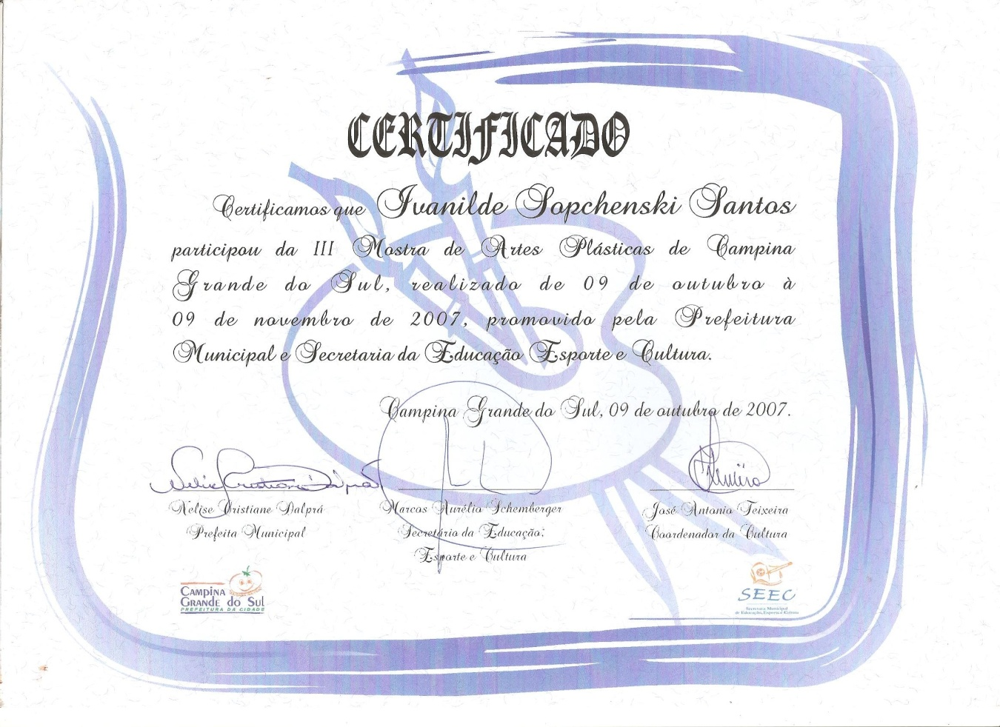 CERTIFICADO
Certificamos que Ivanilde Sopchenski Santos
participou da III Mostra de Artes Plásticas de Campina
Grande do Sul, realizado de 09 de outubro à
09 de novembro de 2007, promovido pela Prefeitura
Municipal e Secretaria da Educação Esporte e Cultura.
Campina Grande do Sul, 09 de outubro de 2007.
Nelise Cristiane Dalprá
Nelise Cristiane Dalprá
Prefeita Municipal
Marcos Aurélio Schemberger
Secretário da Educação,
Esporte e Cultura
José Antonio Teixeira
Coordenador da Cultura
CAMPINA
GRANDE do SUL
PREFEITURA DA CIDADE
SEEC
Secretaria Municipal
de Educação, Esporte e Cultura